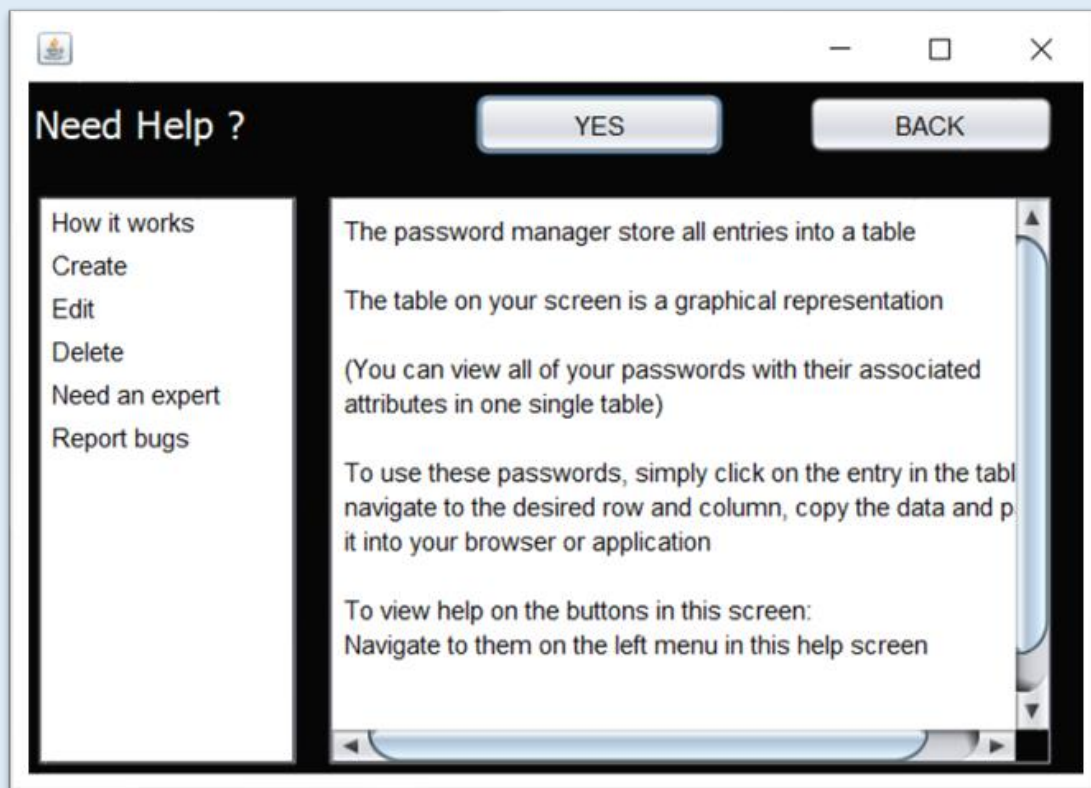 Need Help ?
YES
BACK
How it works
Create
Edit
Delete
Need an expert
Report bugs
The password manager store all entries into a table
The table on your screen is a graphical representation
(You can view all of your passwords with their associated
attributes in one single table)
To use these passwords, simply click on the entry in the tabl
navigate to the desired row and column, copy the data and p
it into your browser or application
To view help on the buttons in this screen:
Navigate to them on the left menu in this help screen